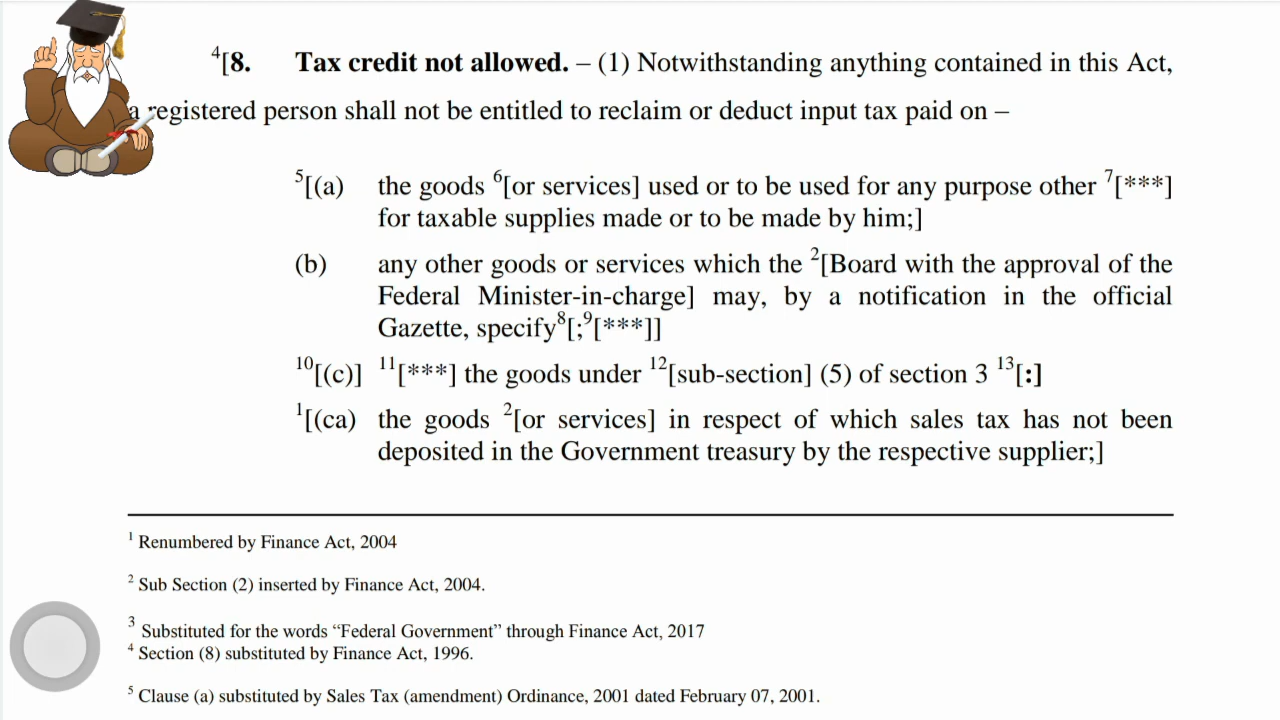 ⁴[8. Tax credit not allowed. – (1) Notwithstanding anything contained in this Act,
a registered person shall not be entitled to reclaim or deduct input tax paid on –
⁵[(a) the goods ⁶[or services] used or to be used for any purpose other ⁷[***]
for taxable supplies made or to be made by him;]
(b) any other goods or services which the ²[Board with the approval of the
Federal Minister-in-charge] may, by a notification in the official
Gazette, specify⁸[;⁹[***]]
¹⁰[(c)] ¹¹[***] the goods under ¹²[sub-section] (5) of section 3 ¹³[:]
¹[(ca) the goods ²[or services] in respect of which sales tax has not been
deposited in the Government treasury by the respective supplier;]
¹ Renumbered by Finance Act, 2004
² Sub Section (2) inserted by Finance Act, 2004.
³ Substituted for the words “Federal Government” through Finance Act, 2017
⁴ Section (8) substituted by Finance Act, 1996.
⁵ Clause (a) substituted by Sales Tax (amendment) Ordinance, 2001 dated February 07, 2001.